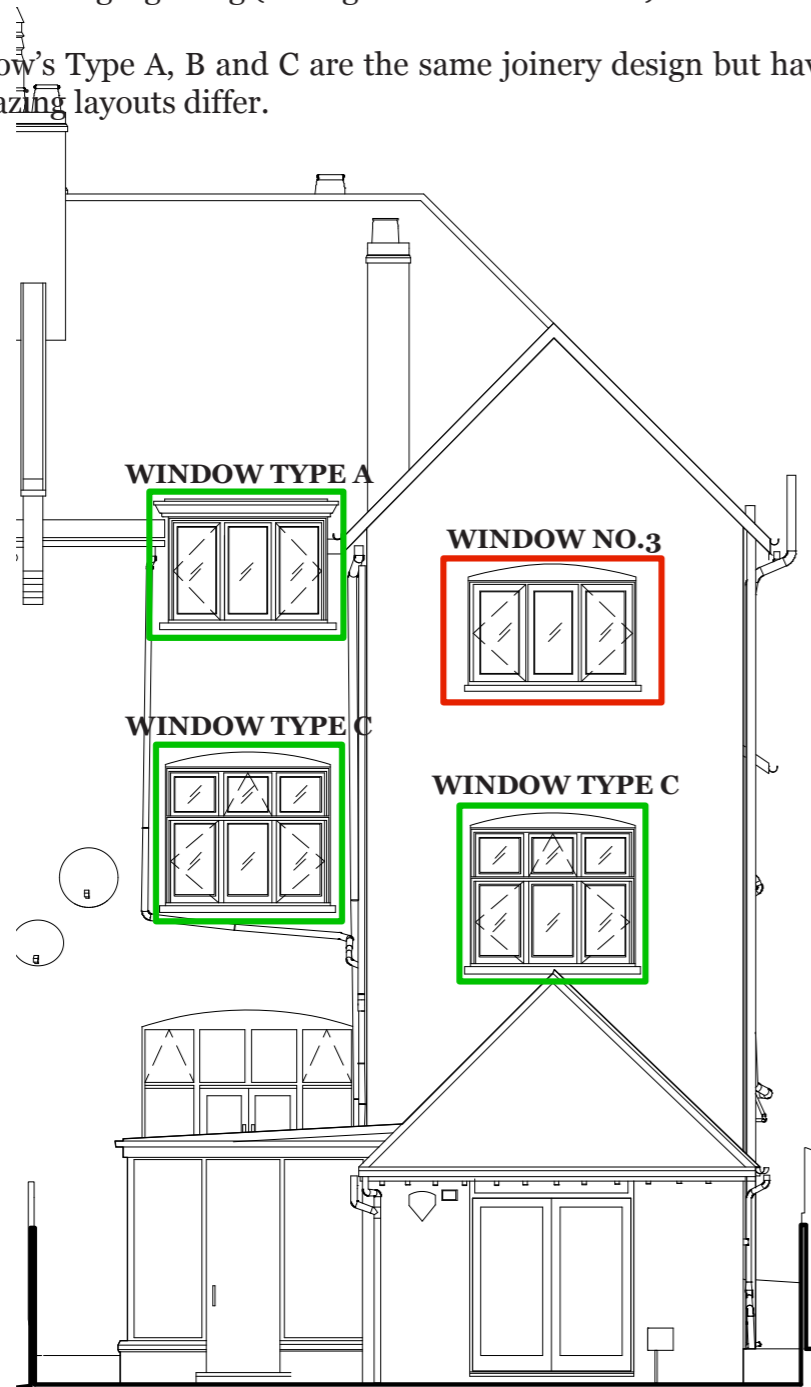 ow's Type A, B and C are the same joinery design but hav
azing layouts differ.
WINDOW TYPE A
WINDOW NO.3
WINDOW TYPE C
WINDOW TYPE C